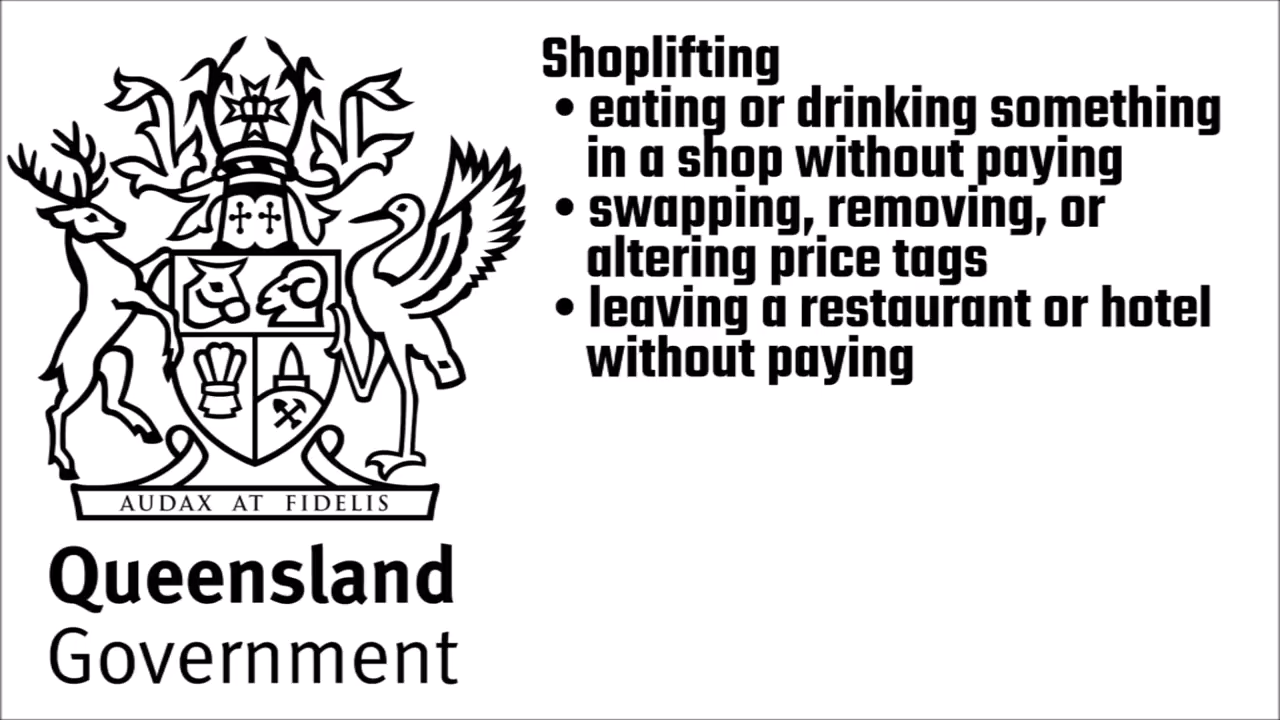 Shoplifting
• eating or drinking something
in a shop without paying
• swapping, removing, or
altering price tags
• leaving a restaurant or hotel
without paying
AUDAX AT FIDELIS
Queensland
Government